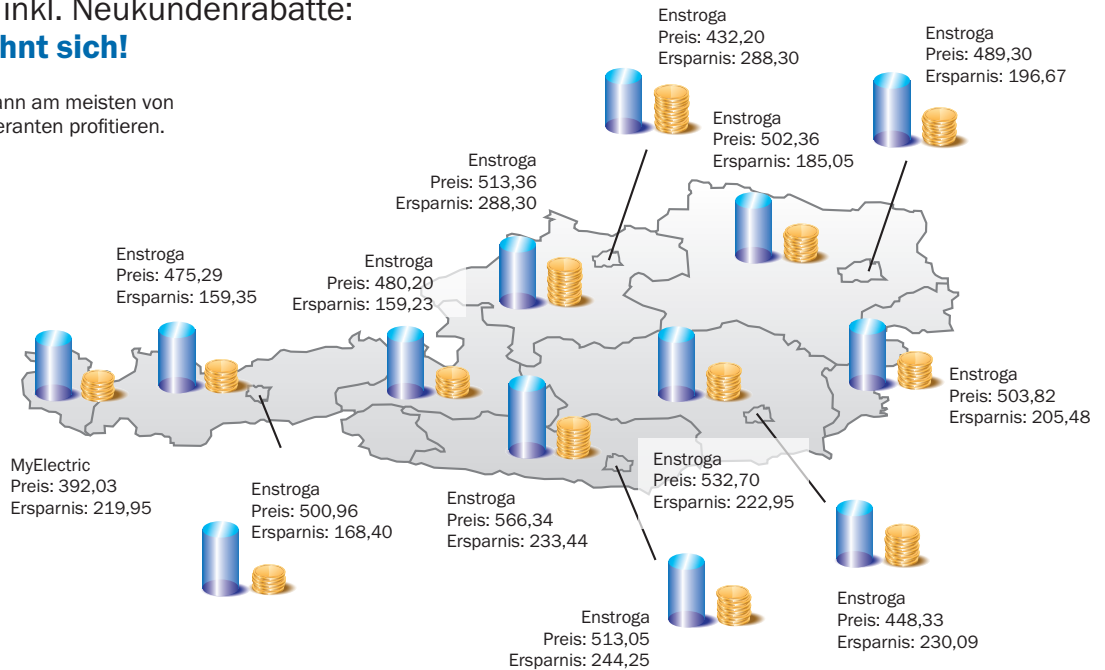 inkl. Neukundenrabatte:
hnt sich!
ann am meisten von
eranten profitieren.
Enstroga
Preis: 432,20
Ersparnis: 288,30
Enstroga
Preis: 489,30
Ersparnis: 196,67
Enstroga
Preis: 502,36
Ersparnis: 185,05
Enstroga
Preis: 513,36
Ersparnis: 288,30
Enstroga
Preis: 475,29
Ersparnis: 159,35
Enstroga
Preis: 480,20
Ersparnis: 159,23
Enstroga
Preis: 503,82
Ersparnis: 205,48
MyElectric
Preis: 392,03
Ersparnis: 219,95
Enstroga
Preis: 500,96
Ersparnis: 168,40
Enstroga
Preis: 566,34
Ersparnis: 233,44
Enstroga
Preis: 532,70
Ersparnis: 222,95
Enstroga
Preis: 513,05
Ersparnis: 244,25
Enstroga
Preis: 448,33
Ersparnis: 230,09